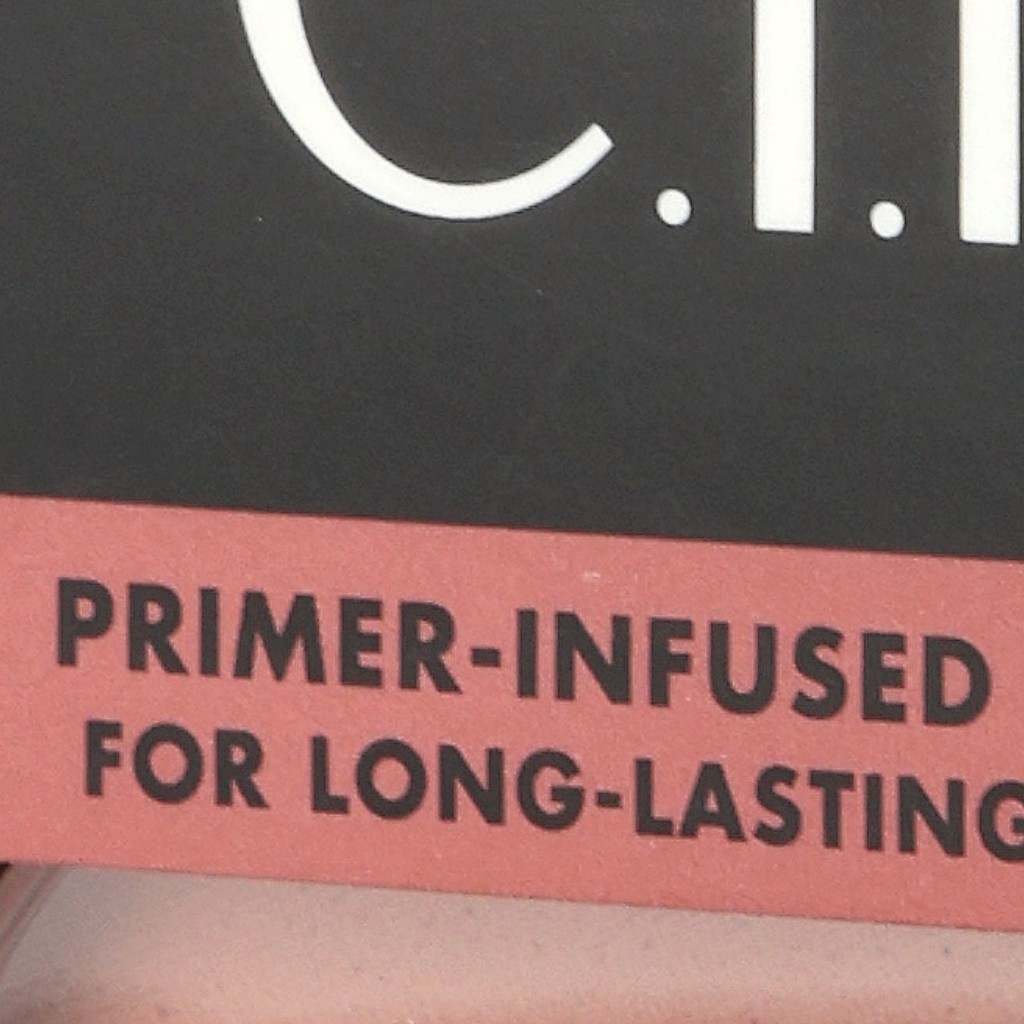 e.l.f.
PRIMER-INFUSED
FOR LONG-LASTING